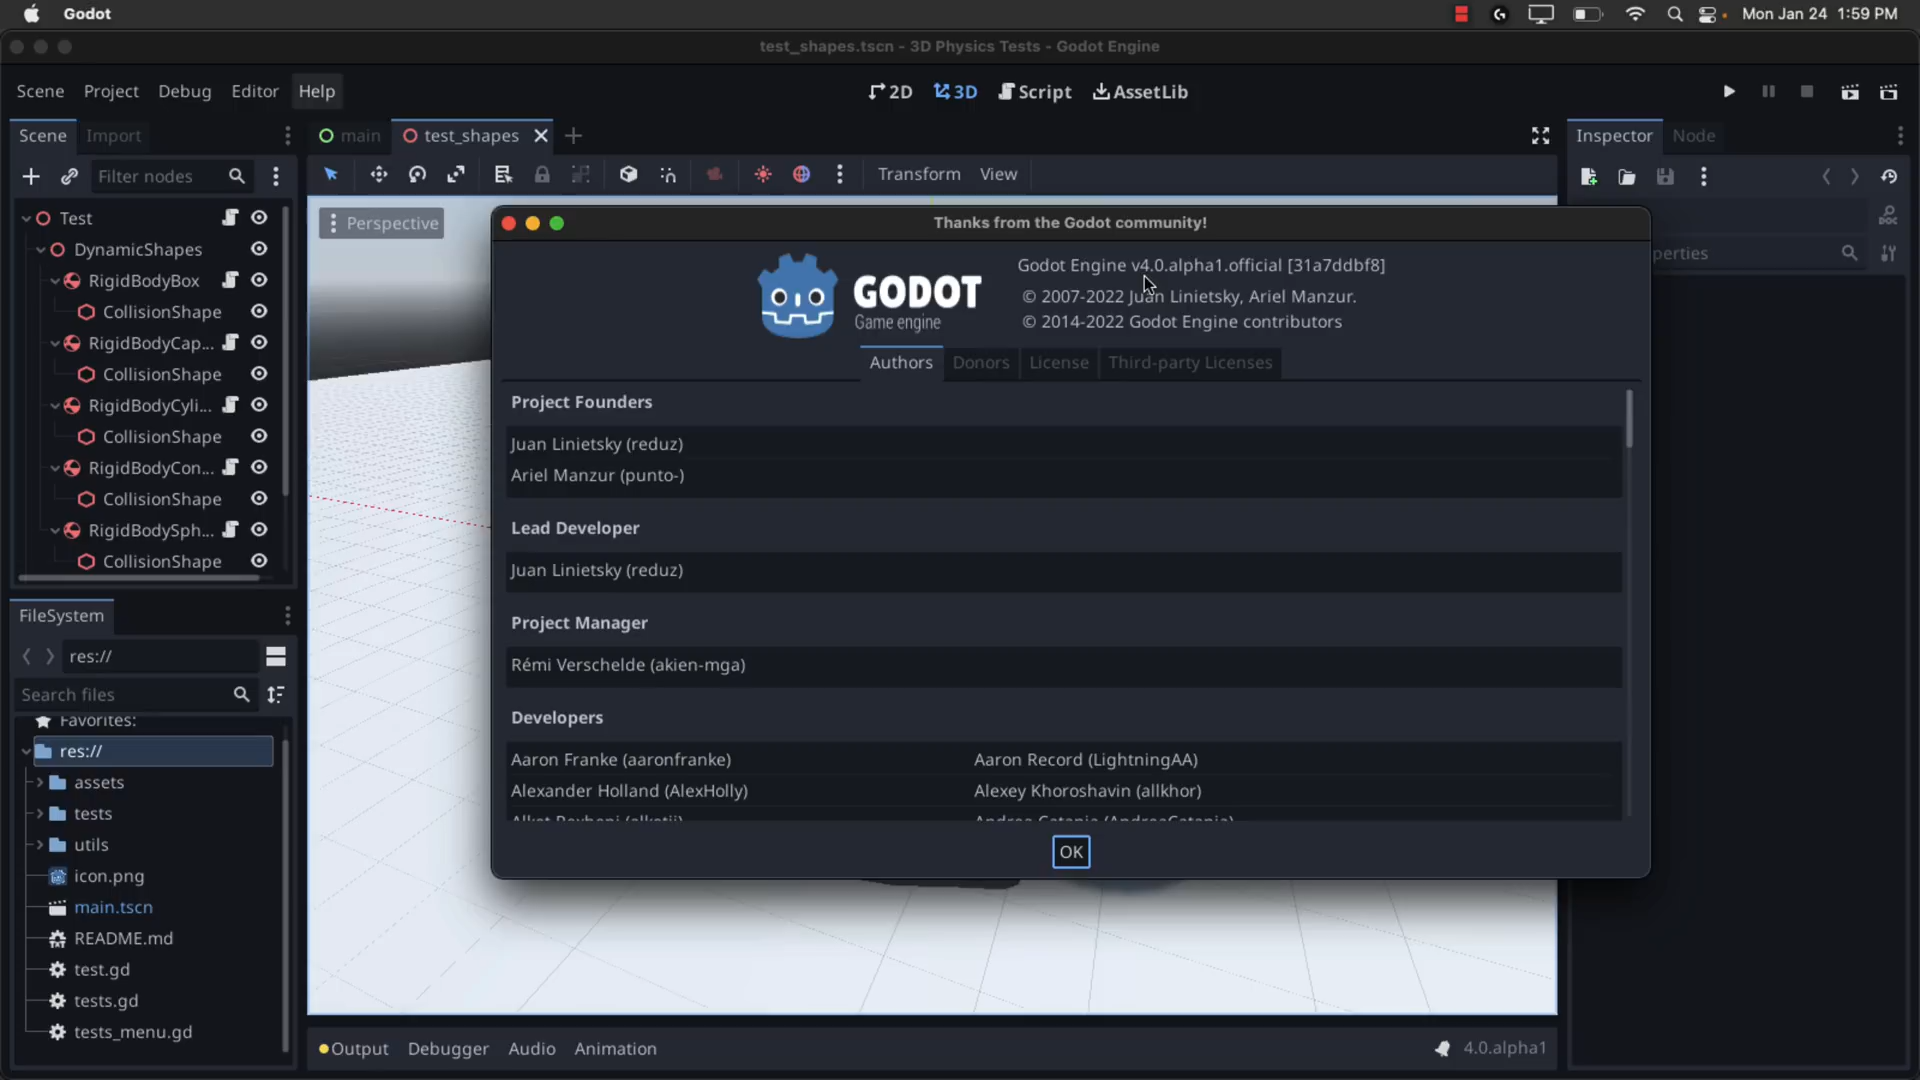 Godot
Mon Jan 24 1:59 PM
test_shapes.tscn - 3D Physics Tests - Godot Engine
Scene Project Debug Editor Help
2D 3D Script AssetLib
Scene Import
main test_shapes
Inspector Node
Filter nodes
Transform View
Perspective
Test
DynamicShapes
RigidBodyBox
CollisionShape
RigidBodyCap...
CollisionShape
RigidBodyCyli...
CollisionShape
RigidBodyCon...
CollisionShape
RigidBodySph...
CollisionShape
FileSystem
res://
Search files
Favorites:
res://
assets
tests
utils
icon.png
main.tscn
README.md
test.gd
tests.gd
tests_menu.gd
Thanks from the Godot community!
GODOT
Game engine
Godot Engine v4.0.alpha1.official [31a7ddbf8]
© 2007-2022 Juan Linietsky, Ariel Manzur.
© 2014-2022 Godot Engine contributors
Authors Donors License Third-party Licenses
Project Founders
Juan Linietsky (reduz)
Ariel Manzur (punto-)
Lead Developer
Juan Linietsky (reduz)
Project Manager
Rémi Verschelde (akien-mga)
Developers
Aaron Franke (aaronfranke) Aaron Record (LightningAA)
Alexander Holland (AlexHolly) Alexey Khoroshavin (allkhor)
OK
perties
Output Debugger Audio Animation
4.0.alpha1